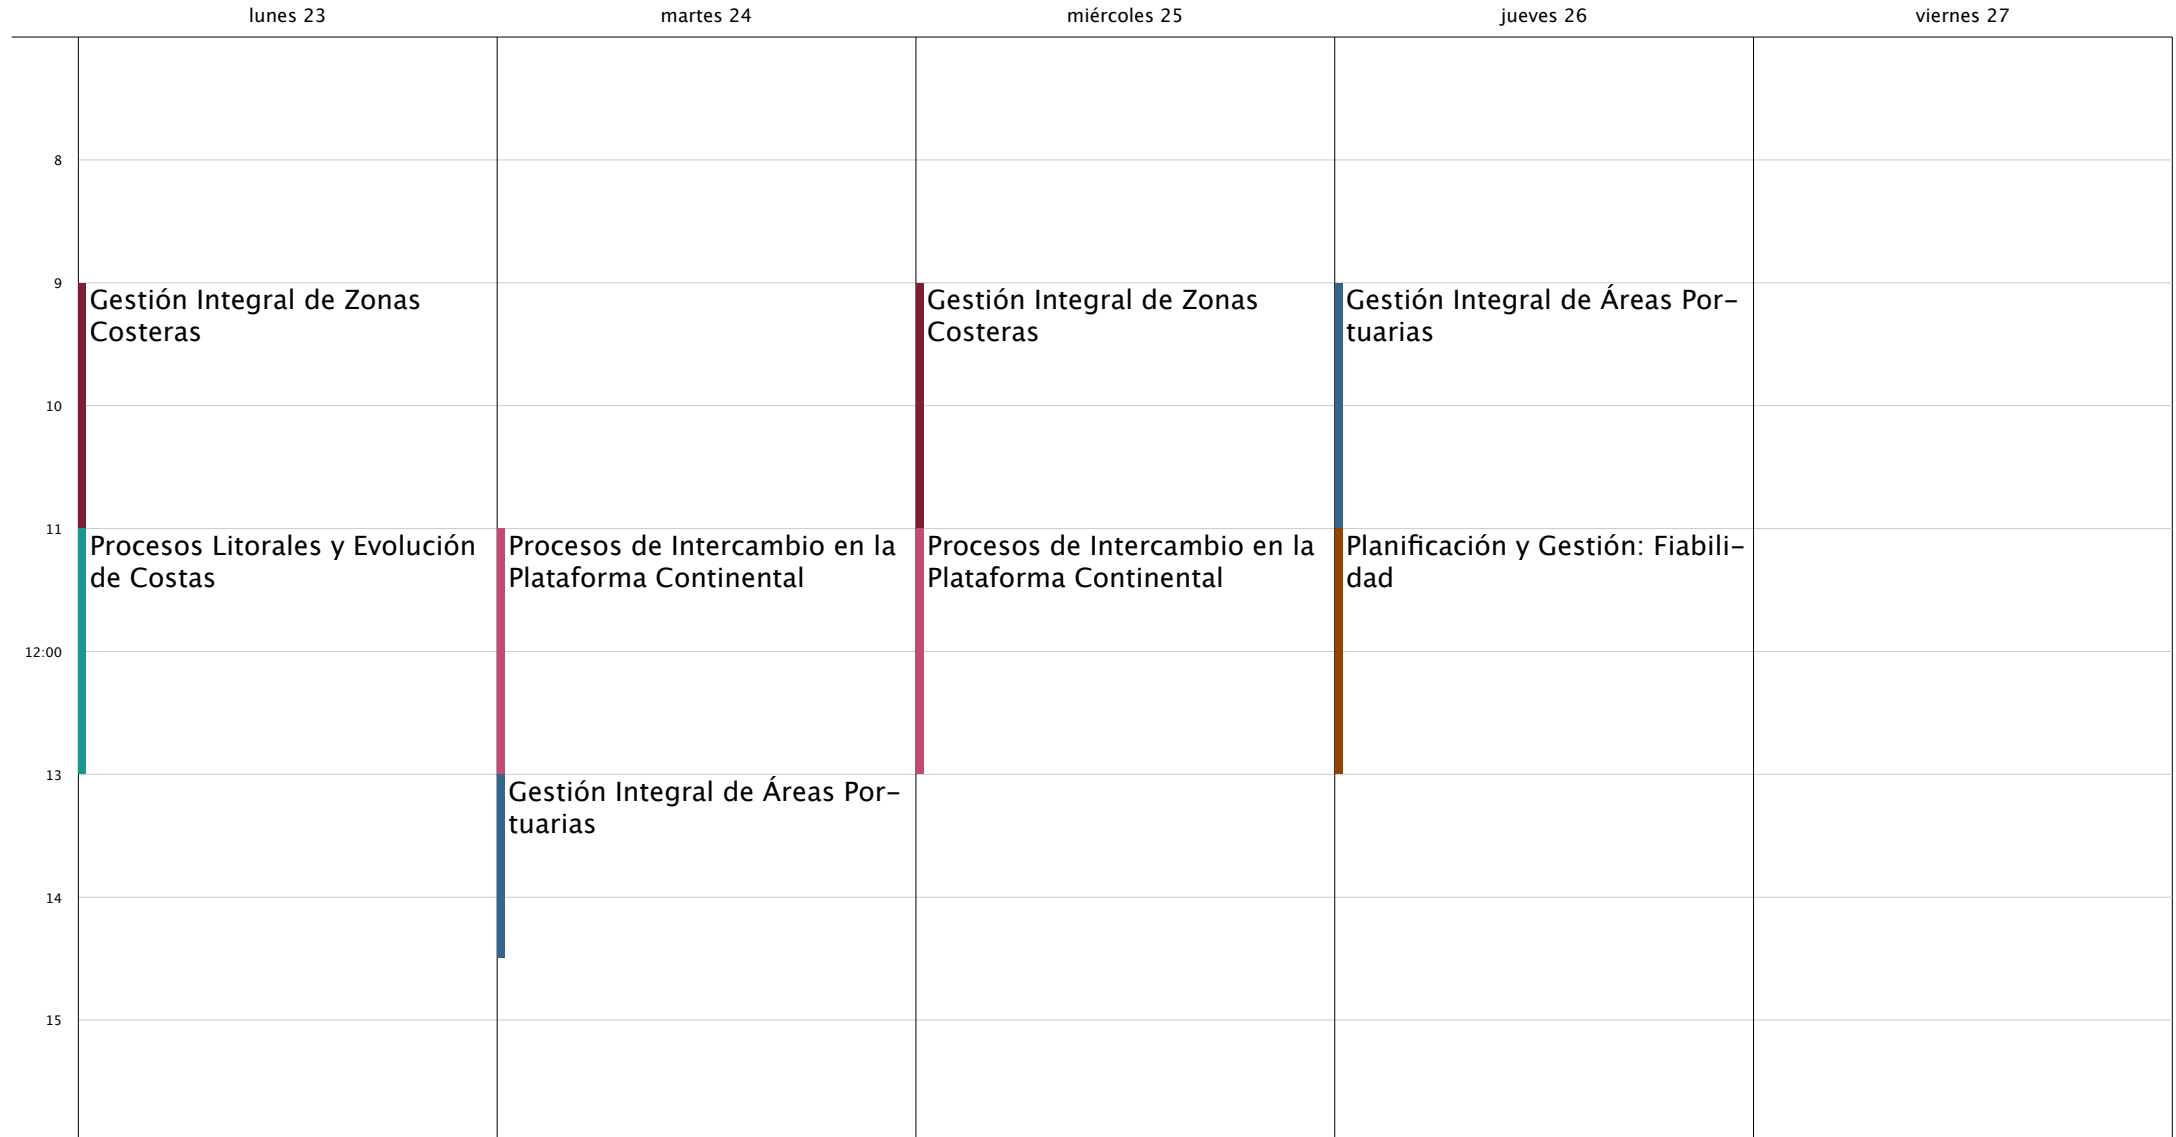 lunes 23
martes 24
miércoles 25
jueves 26
viernes 27
8
9
Gestión Integral de Zonas
Costeras
Gestión Integral de Zonas
Costeras
Gestión Integral de Áreas Por-
tuarias
10
11
Procesos Litorales y Evolución
de Costas
Procesos de Intercambio en la
Plataforma Continental
Procesos de Intercambio en la
Plataforma Continental
Planificación y Gestión: Fiabili-
dad
12:00
13
Gestión Integral de Áreas Por-
tuarias
14
15